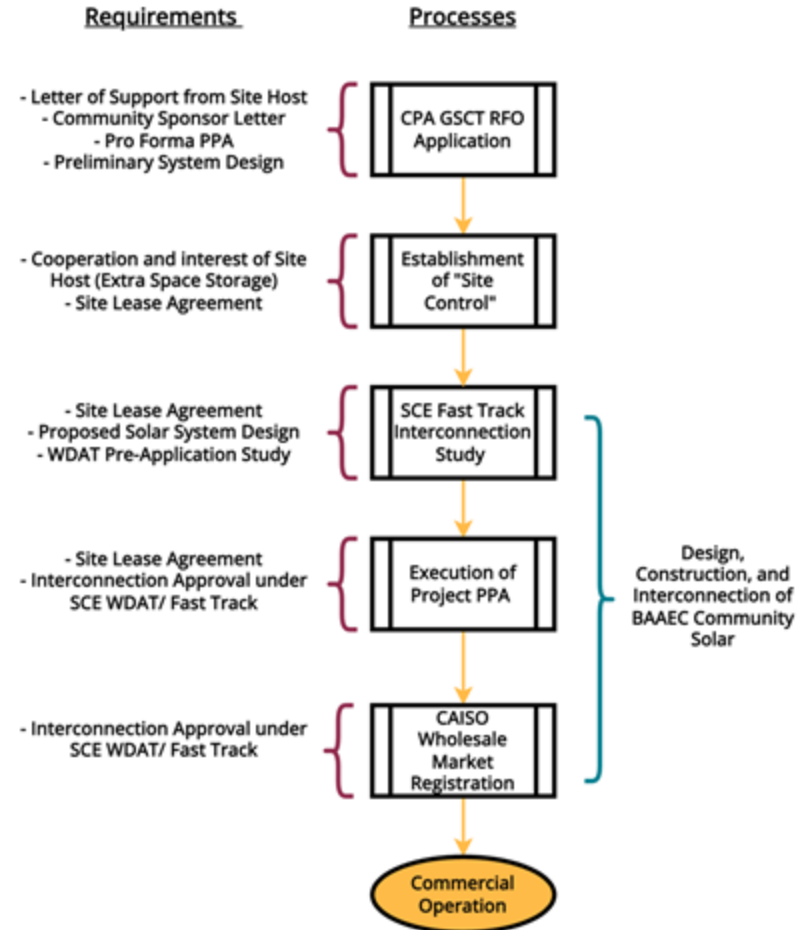 Requirements
Processes
- Letter of Support from Site Host
- Community Sponsor Letter
- Pro Forma PPA
- Preliminary System Design
CPA GSCT RFO
Application
- Cooperation and interest of Site
Host (Extra Space Storage)
- Site Lease Agreement
Establishment
of "Site
Control"
- Site Lease Agreement
- Proposed Solar System Design
- WDAT Pre-Application Study
SCE Fast Track
Interconnection
Study
- Site Lease Agreement
- Interconnection Approval under
SCE WDAT/ Fast Track
Execution of
Project PPA
Design,
Construction, and
Interconnection of
BAAEC Community
Solar
- Interconnection Approval under
SCE WDAT/ Fast Track
CAISO
Wholesale
Market
Registration
Commercial
Operation